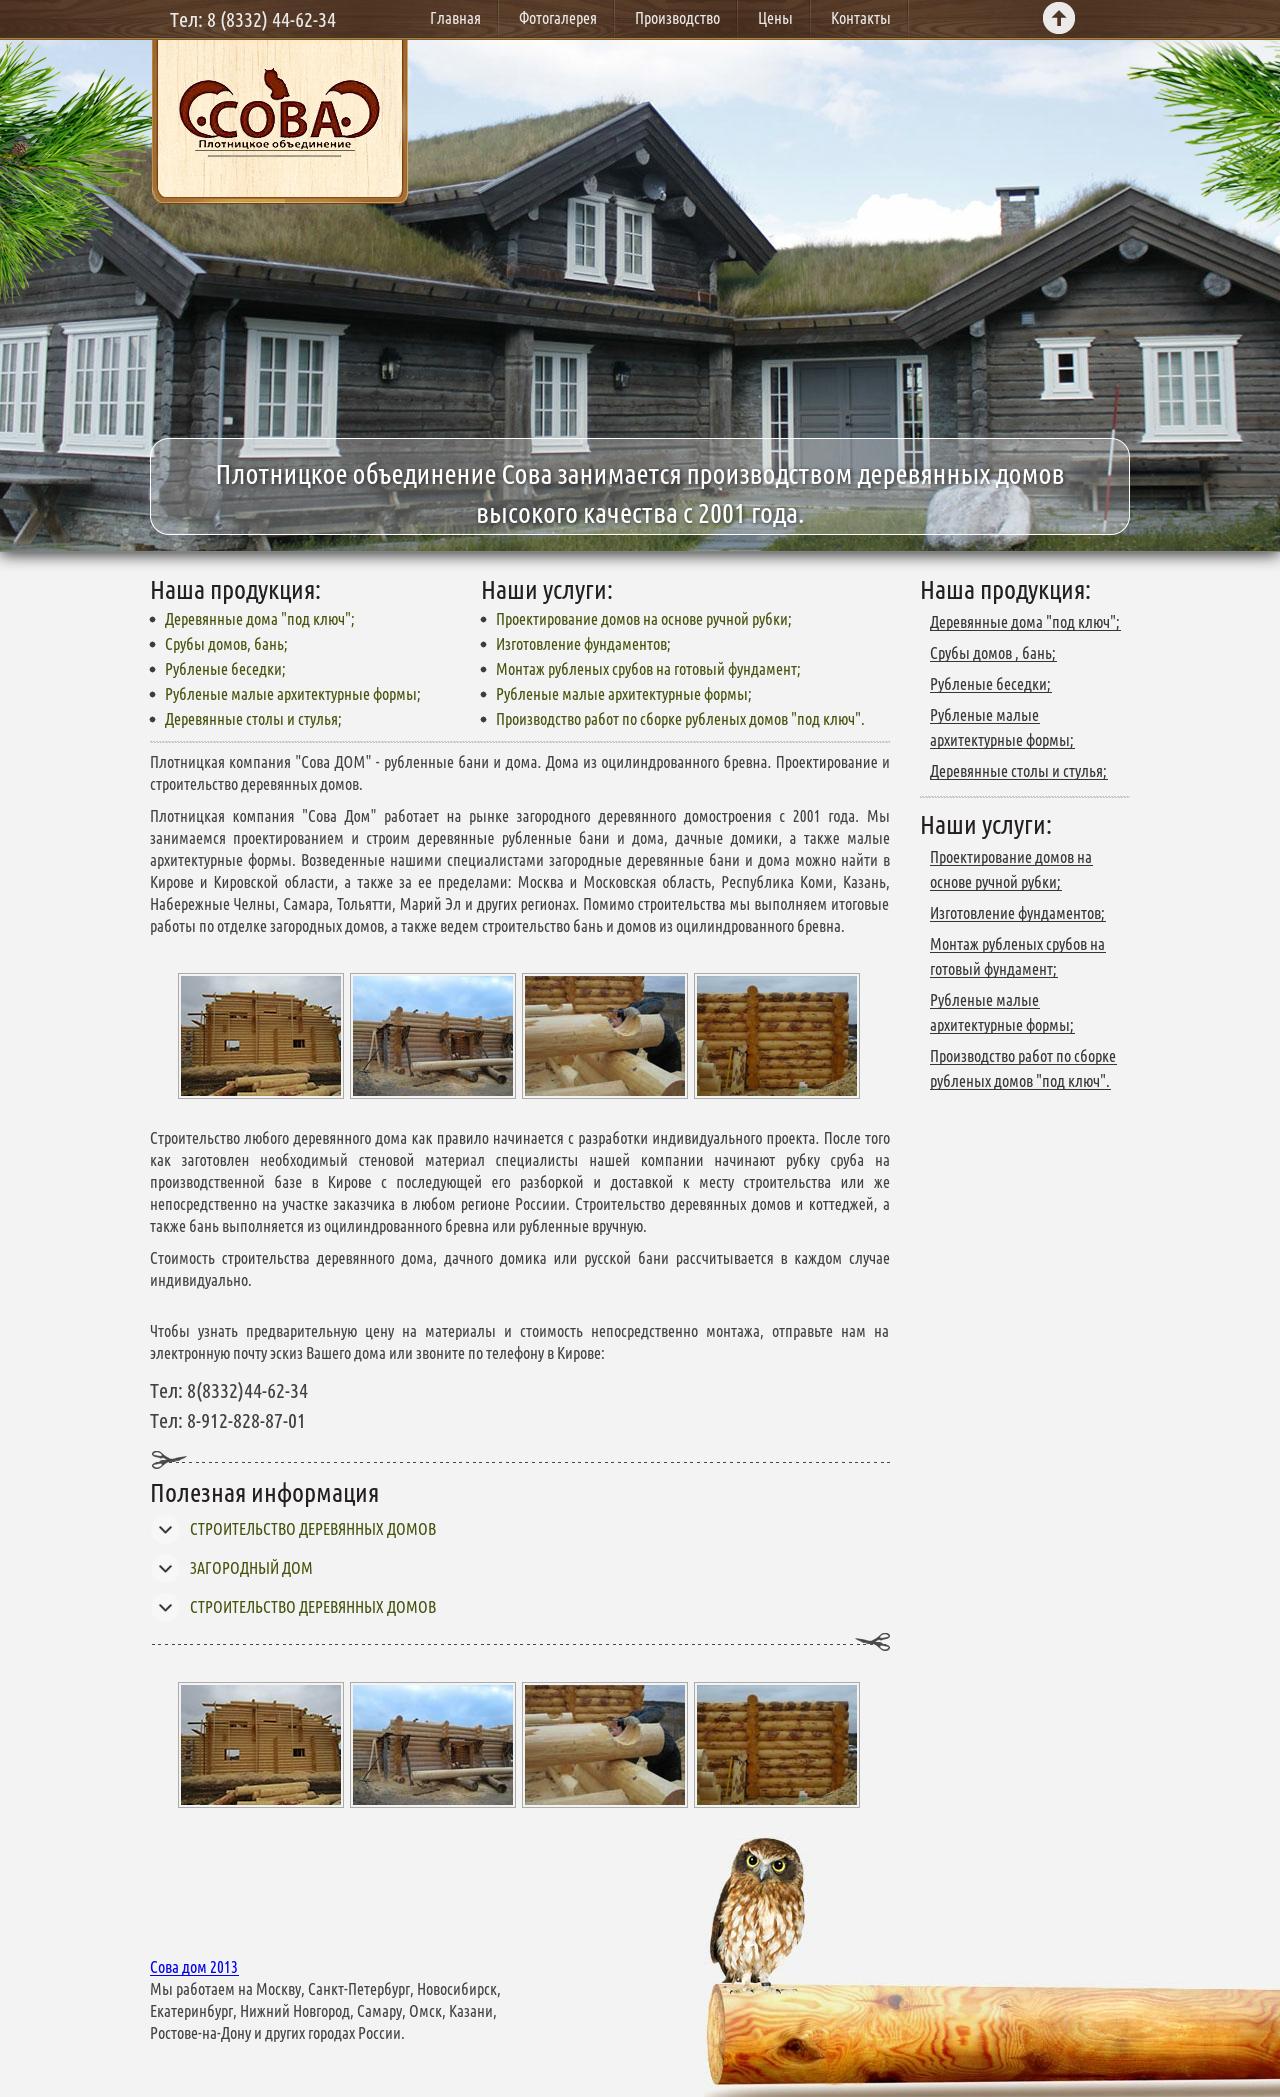 Тел: 8 (8332) 44-62-34
Главная
Фотогалерея
Производство
Цены
Контакты
СОВА
Плотницкое объединение
Плотницкое объединение Сова занимается производством деревянных домов
высокого качества с 2001 года.
Наша продукция:
Деревянные дома "под ключ";
Срубы домов, бань;
Рубленые беседки;
Рубленые малые архитектурные формы;
Деревянные столы и стулья;
Наши услуги:
Проектирование домов на основе ручной рубки;
Изготовление фундаментов;
Монтаж рубленых срубов на готовый фундамент;
Рубленые малые архитектурные формы;
Производство работ по сборке рубленых домов "под ключ".
Плотницкая компания "Сова ДОМ" - рубленные бани и дома. Дома из оцилиндрованного бревна. Проектирование и
строительство деревянных домов.
Плотницкая компания "Сова Дом" работает на рынке загородного деревянного домостроения с 2001 года. Мы
занимаемся проектированием и строим деревянные рубленные бани и дома, дачные домики, а также малые
архитектурные формы. Возведенные нашими специалистами загородные деревянные бани и дома можно найти в
Кирове и Кировской области, а также за ее пределами: Москва и Московская область, Республика Коми, Казань,
Набережные Челны, Самара, Тольятти, Марий Эл и других регионах. Помимо строительства мы выполняем итоговые
работы по отделке загородных домов, а также ведем строительство бань и домов из оцилиндрованного бревна.
Строительство любого деревянного дома как правило начинается с разработки индивидуального проекта. После того
как заготовлен необходимый стеновой материал специалисты нашей компании начинают рубку сруба на
производственной базе в Кирове с последующей его разборкой и доставкой к месту строительства или же
непосредственно на участке заказчика в любом регионе Россиии. Строительство деревянных домов и коттеджей, а
также бань выполняется из оцилиндрованного бревна или рубленные вручную.
Стоимость строительства деревянного дома, дачного домика или русской бани рассчитывается в каждом случае
индивидуально.
Чтобы узнать предварительную цену на материалы и стоимость непосредственно монтажа, отправьте нам на
электронную почту эскиз Вашего дома или звоните по телефону в Кирове:
Тел: 8(8332)44-62-34
Тел: 8-912-828-87-01
Полезная информация
СТРОИТЕЛЬСТВО ДЕРЕВЯННЫХ ДОМОВ
ЗАГОРОДНЫЙ ДОМ
СТРОИТЕЛЬСТВО ДЕРЕВЯННЫХ ДОМОВ
Наша продукция:
Деревянные дома "под ключ";
Срубы домов , бань;
Рубленые беседки;
Рубленые малые
архитектурные формы;
Деревянные столы и стулья;
Наши услуги:
Проектирование домов на
основе ручной рубки;
Изготовление фундаментов;
Монтаж рубленых срубов на
готовый фундамент;
Рубленые малые
архитектурные формы;
Производство работ по сборке
рубленых домов "под ключ".
Сова дом 2013
Мы работаем на Москву, Санкт-Петербург, Новосибирск,
Екатеринбург, Нижний Новгород, Самару, Омск, Казани,
Ростове-на-Дону и других городах России.